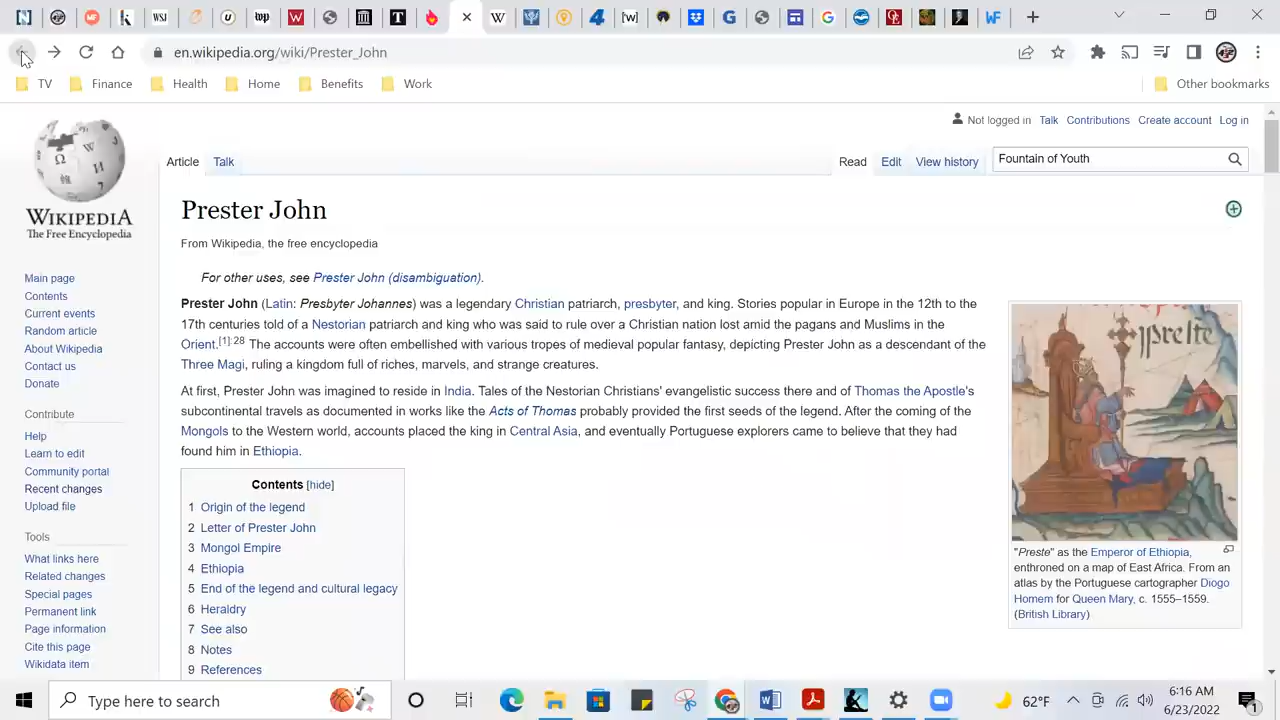 en.wikipedia.org/wiki/Prester_John
TV Finance Health Home Benefits Work Other bookmarks
Not logged in Talk Contributions Create account Log in
Article Talk Read Edit View history Fountain of Youth
WIKIPEDIA
The Free Encyclopedia
Main page
Contents
Current events
Random article
About Wikipedia
Contact us
Donate
Contribute
Help
Learn to edit
Community portal
Recent changes
Upload file
Tools
What links here
Related changes
Special pages
Permanent link
Page information
Cite this page
Wikidata item
Prester John
From Wikipedia, the free encyclopedia
For other uses, see Prester John (disambiguation).
Prester John (Latin: Presbyter Johannes) was a legendary Christian patriarch, presbyter, and king. Stories popular in Europe in the 12th to the
17th centuries told of a Nestorian patriarch and king who was said to rule over a Christian nation lost amid the pagans and Muslims in the
Orient.[1]:28 The accounts were often embellished with various tropes of medieval popular fantasy, depicting Prester John as a descendant of the
Three Magi, ruling a kingdom full of riches, marvels, and strange creatures.
At first, Prester John was imagined to reside in India. Tales of the Nestorian Christians' evangelistic success there and of Thomas the Apostle's
subcontinental travels as documented in works like the Acts of Thomas probably provided the first seeds of the legend. After the coming of the
Mongols to the Western world, accounts placed the king in Central Asia, and eventually Portuguese explorers came to believe that they had
found him in Ethiopia.
Contents [hide]
1 Origin of the legend
2 Letter of Prester John
3 Mongol Empire
4 Ethiopia
5 End of the legend and cultural legacy
6 Heraldry
7 See also
8 Notes
9 References
prelte
"Preste" as the Emperor of Ethiopia,
enthroned on a map of East Africa. From an
atlas by the Portuguese cartographer Diogo
Homem for Queen Mary, c. 1555–1559.
(British Library)
Type here to search
62°F
6:16 AM
6/23/2022
1